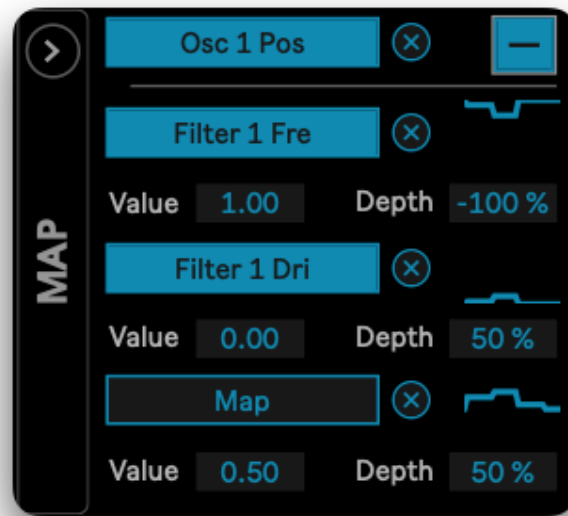 MAP
Osc 1 Pos
Filter 1 Fre
Value 1.00 Depth -100 %
Filter 1 Dri
Value 0.00 Depth 50 %
Map
Value 0.50 Depth 50 %